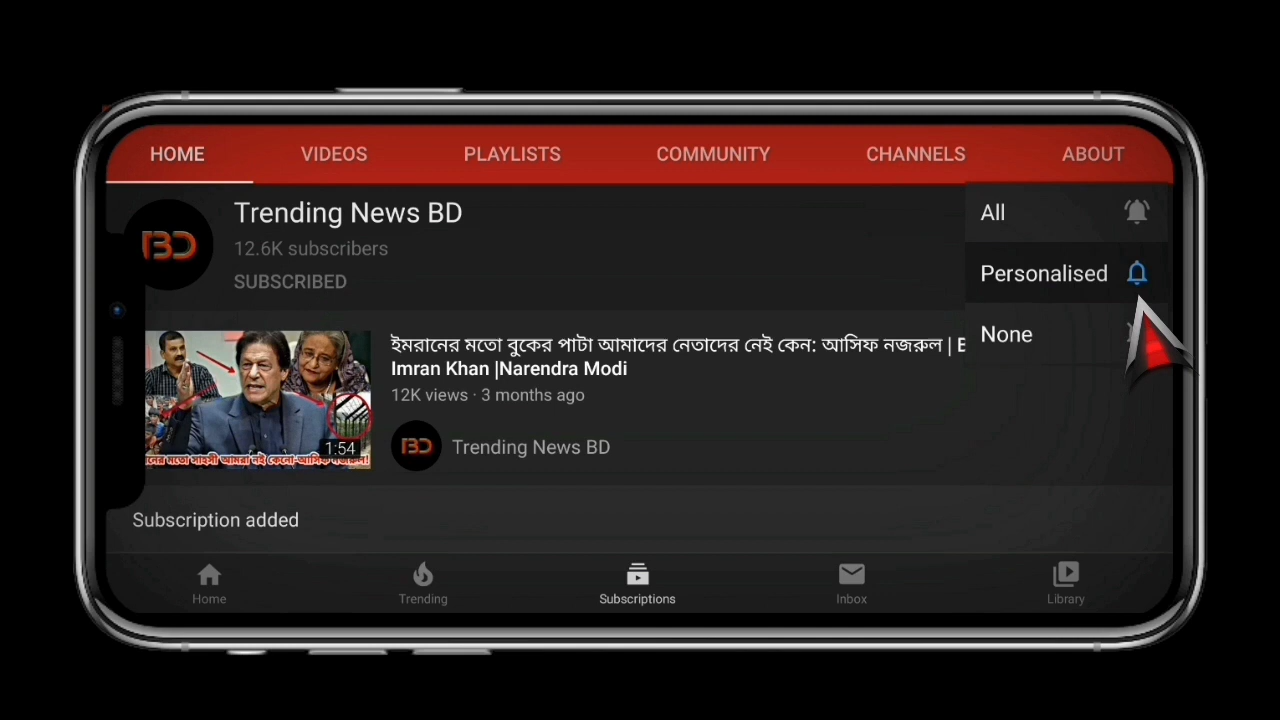 HOME VIDEOS PLAYLISTS COMMUNITY CHANNELS ABOUT
BD
Trending News BD
12.6K subscribers
SUBSCRIBED
All
Personalised
None
ইমরানের মতো বুকের পাটা আমাদের নেতাদের নেই কেন: আসিফ নজরুল |
Imran Khan |Narendra Modi
12K views · 3 months ago
1:54
BD
Trending News BD
Subscription added
Home Trending Subscriptions Inbox Library